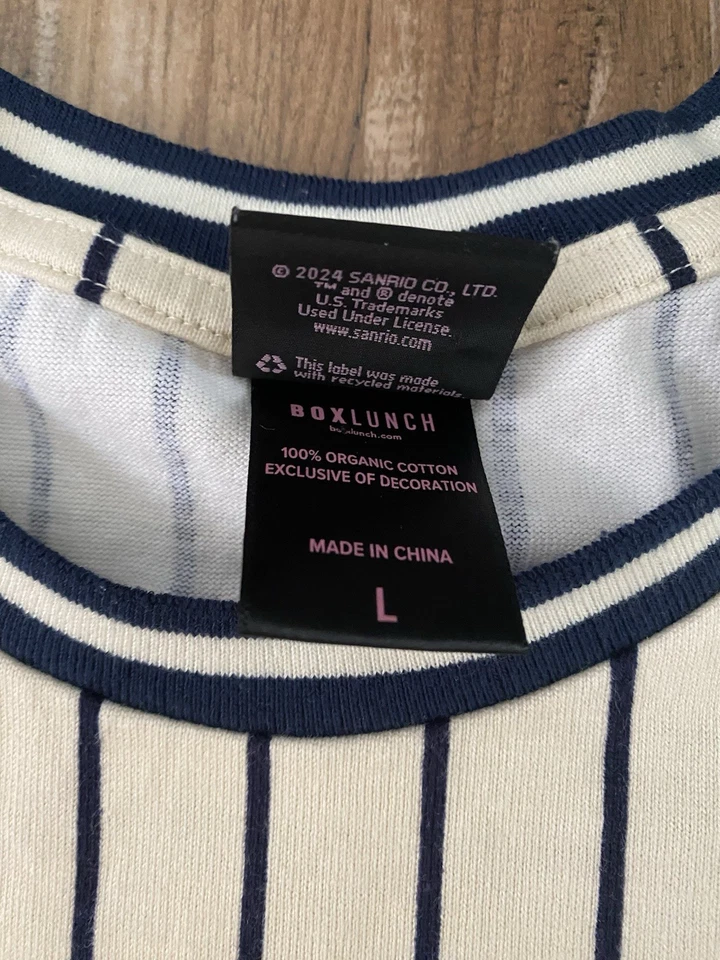 © 2024 SANRIO CO., LTD.
™ and ® denote
U.S. Trademarks
Used Under License.
www.sanrio.com
This label was made
with recycled materials.
BOXLUNCH
boxlunch.com
100% ORGANIC COTTON
EXCLUSIVE OF DECORATION
MADE IN CHINA
L